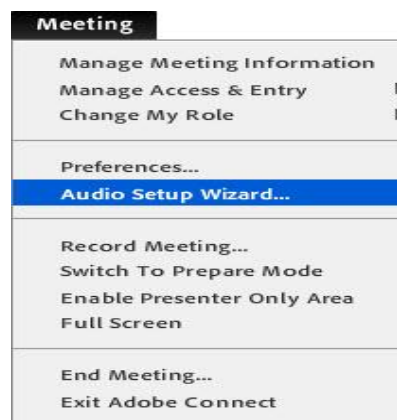 Meeting
Manage Meeting Information
Manage Access & Entry
Change My Role
Preferences...
Audio Setup Wizard...
Record Meeting...
Switch To Prepare Mode
Enable Presenter Only Area
Full Screen
End Meeting...
Exit Adobe Connect